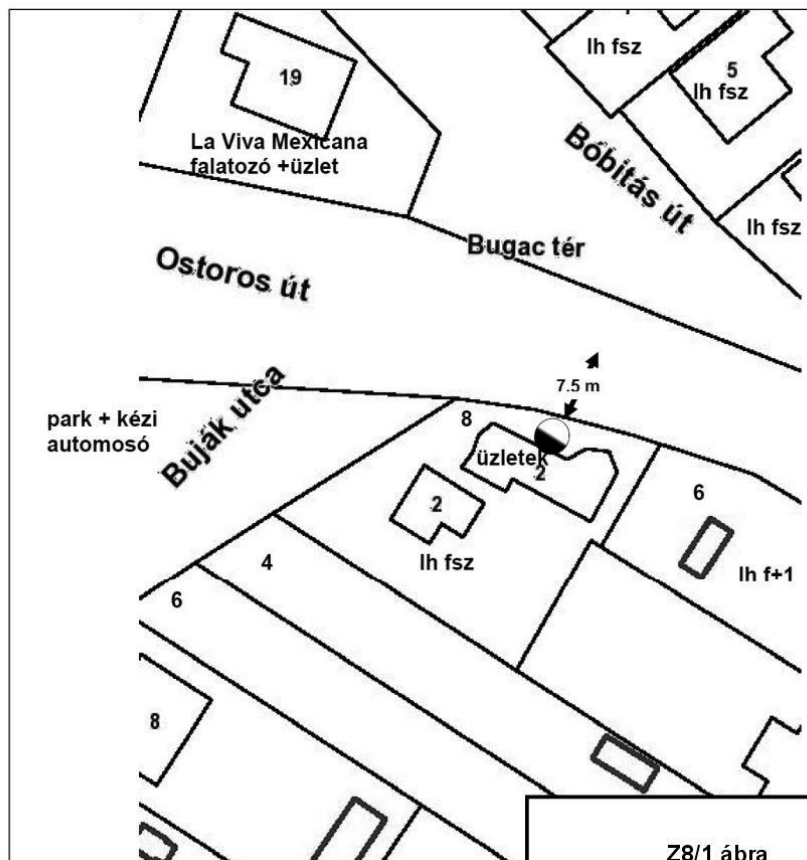 lh fsz
5
lh fsz
19
La Viva Mexicana
falatozó +üzlet
Bóbitás út
lh fsz
Bugac tér
Ostoros út
7.5 m
Buják utca
park + kézi
automosó
8
üzletek
2
6
2
lh fsz
4
lh f+1
6
8
Z8/1 ábra